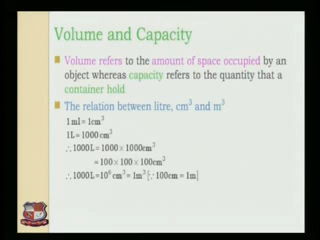 Volume and Capacity
Volume refers to the amount of space occupied by an
object whereas capacity refers to the quantity that a
container hold
The relation between litre, cm³ and m³
1 ml = 1cm³
1L = 1000 cm³
∴1000L = 1000 × 1000cm³
= 100 × 100 × 100cm³
∴1000L=10⁶ cm³ = 1m³ [∵100cm = 1m]